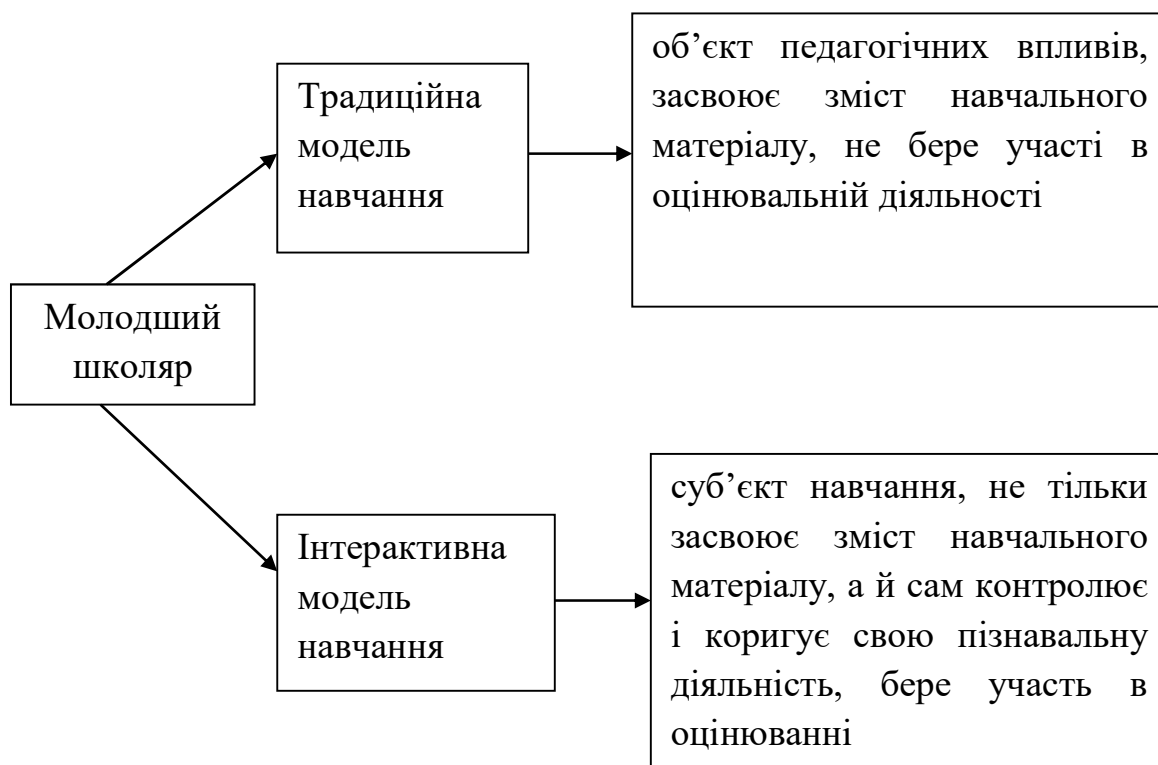 Молодший
школяр
Традиційна
модель
навчання
об’єкт педагогічних впливів,
засвоює зміст навчального
матеріалу, не бере участі в
оцінювальній діяльності
Інтерактивна
модель
навчання
суб’єкт навчання, не тільки
засвоює зміст навчального
матеріалу, а й сам контролює
і коригує свою пізнавальну
діяльність, бере участь в
оцінюванні